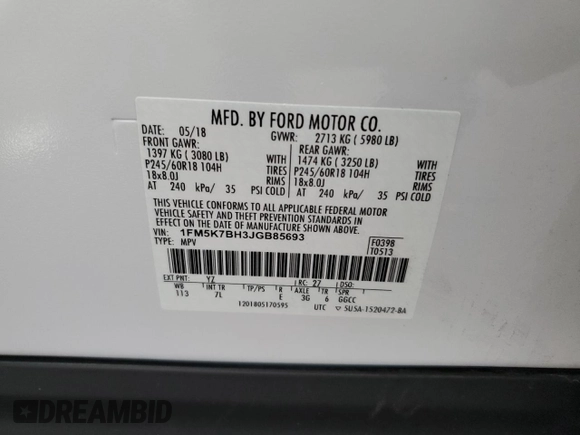 MFD. BY FORD MOTOR CO.
DATE: 05/18 GVWR: 2713 KG ( 5980 LB)
FRONT GAWR: REAR GAWR:
1397 KG ( 3080 LB) WITH 1474 KG ( 3250 LB) WITH
P245/60R18 104H TIRES P245/60R18 104H TIRES
18x8.0J RIMS 18x8.0J RIMS
AT 240 kPa/ 35 PSI COLD AT 240 kPa/ 35 PSI COLD
THIS VEHICLE CONFORMS TO ALL APPLICABLE FEDERAL MOTOR
VEHICLE SAFETY AND THEFT PREVENTION STANDARDS IN
EFFECT ON THE DATE OF MANUFACTURE SHOWN ABOVE.
VIN: 1FM5K7BH3JGB85693 F0398
TYPE: MPV T0513
EXT PNT: YZ RC: 27 DSO:
WB INT TR TP/PS R AXLE TR SPR
113 7L E 3G 6 GGCC
1201805170595 UTC ▽ 5U5A-1520472-BA
DREAMBID